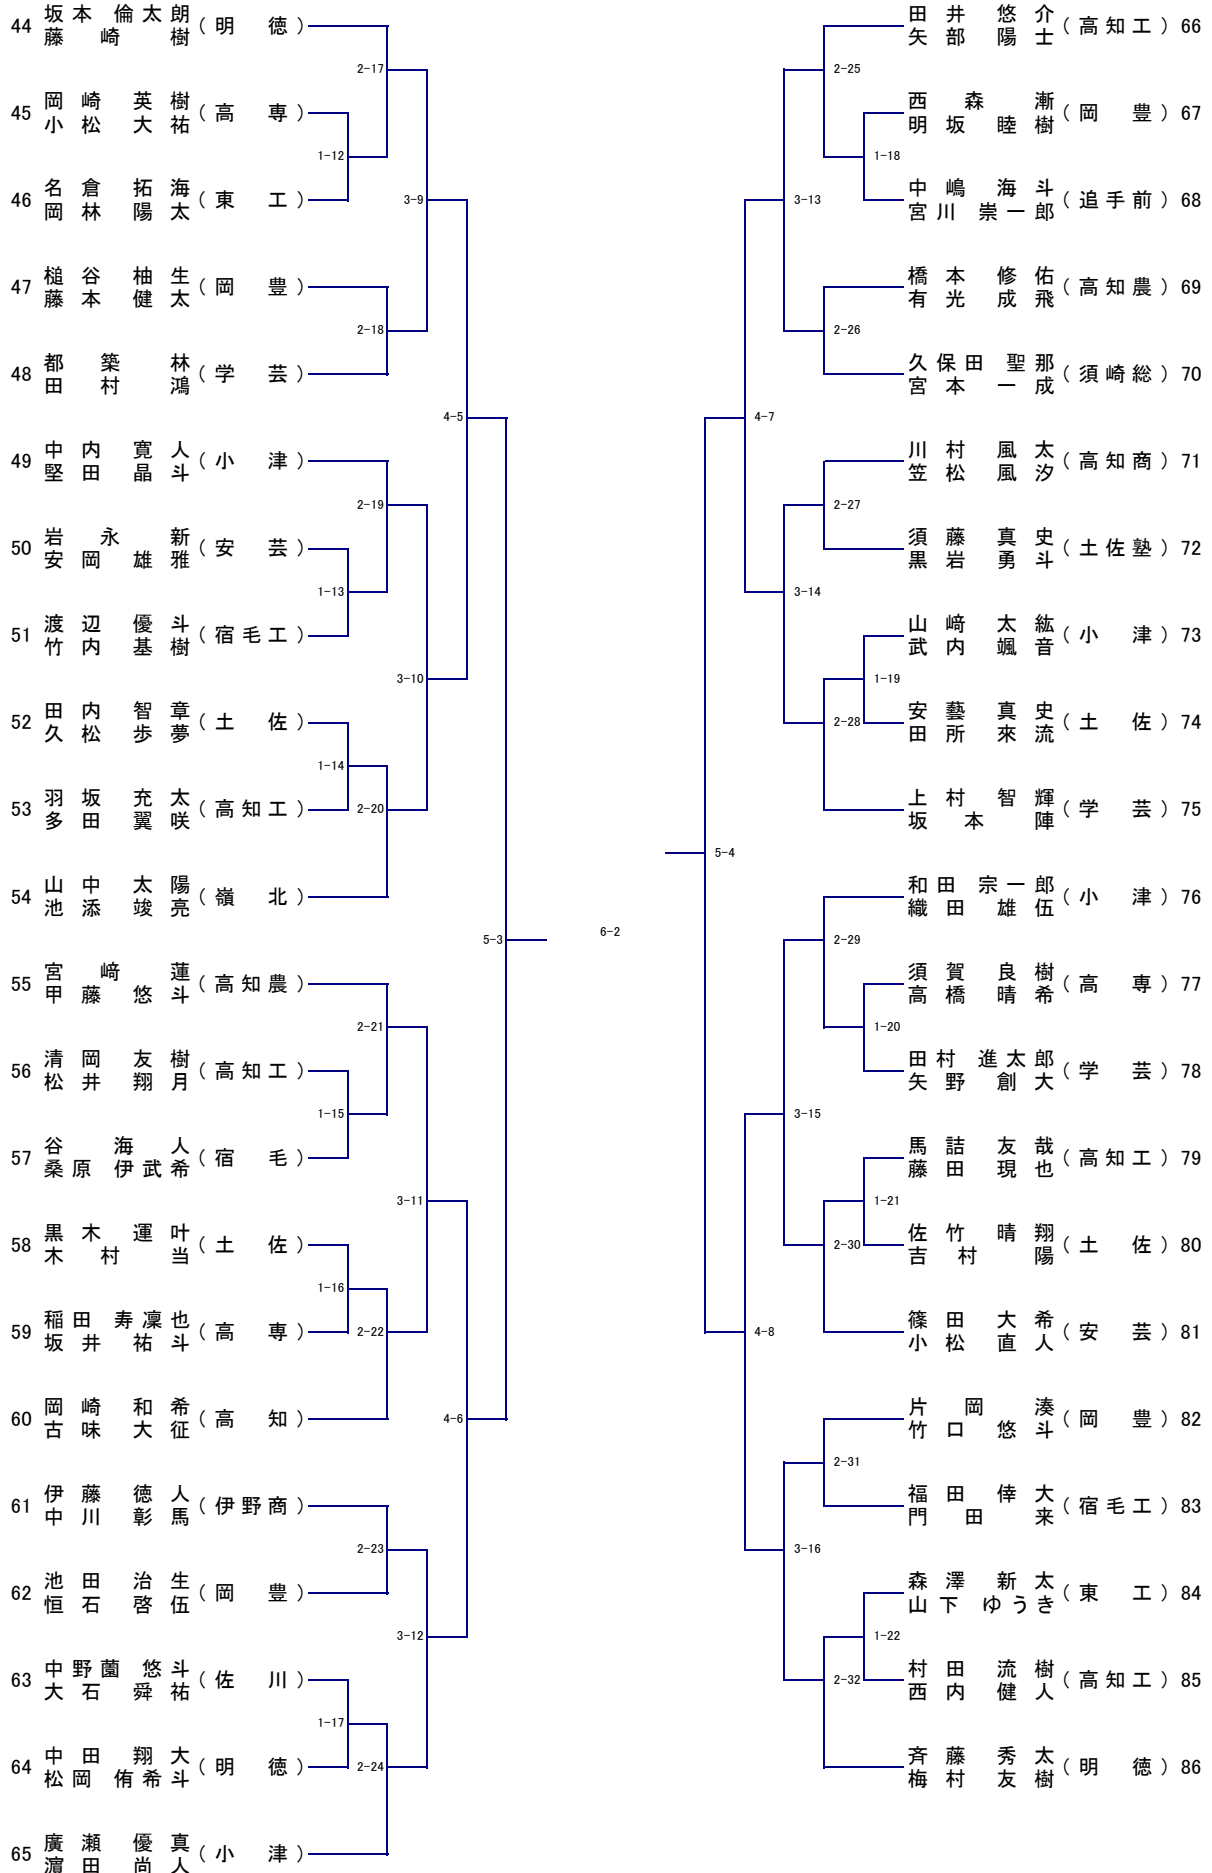 坂本 倫太朗
44 (明徳)
藤崎 樹
2-17
岡崎 英樹
45 (高専)
小松 大祐
1-12
名倉 拓海
46 (東工)
岡林 陽太
3-9
槌谷 柚生
47 (岡豊)
藤本 健太
2-18
都築 林
48 (学芸)
田村 鴻
4-5
中内 寛人
49 (小津)
堅田 晶斗
2-19
岩永 新
50 (安芸)
安岡 雄雅
1-13
渡辺 優斗
51 (宿毛工)
竹内 基樹
3-10
田内 智章
52 (土佐)
久松 歩夢
1-14
羽坂 充太
53 (高知工)
多田 翼咲
2-20
山中 太陽
54 (嶺北)
池添 竣亮
5-3
宮﨑 蓮
55 (高知農)
甲藤 悠斗
2-21
清岡 友樹
56 (高知工)
松井 翔月
1-15
谷 海人
57 (宿毛)
桑原 伊武希
3-11
黒木 運叶
58 (土佐)
木村 当
1-16
稲田 寿凜也
59 (高専)
坂井 祐斗
2-22
岡崎 和希
60 (高知)
古味 大征
4-6
伊藤 徳人
61 (伊野商)
中川 彰馬
2-23
池田 治生
62 (岡豊)
恒石 啓伍
3-12
中野薗 悠斗
63 (佐川)
大石 舜祐
1-17
中田 翔大
64 (明徳)
松岡 侑希斗
2-24
廣瀬 優真
65 (小津)
濵田 尚人
6-2
田井 悠介
(高知工) 66
矢部 陽士
2-25
西森 漸
(岡豊) 67
明坂 睦樹
1-18
中嶋 海斗
(追手前) 68
宮川 崇一郎
3-13
橋本 修佑
(高知農) 69
有光 成飛
2-26
久保田 聖那
(須崎総) 70
宮本 一成
4-7
川村 風太
(高知商) 71
笠松 風汐
2-27
須藤 真史
(土佐塾) 72
黒岩 勇斗
3-14
山﨑 太紘
(小津) 73
武内 颯音
1-19
安藝 真史
(土佐) 74
田所 來流
2-28
上村 智輝
(学芸) 75
坂本 陣
5-4
和田 宗一郎
(小津) 76
織田 雄伍
2-29
須賀 良樹
(高専) 77
高橋 晴希
1-20
田村 進太郎
(学芸) 78
矢野 創大
3-15
馬詰 友哉
(高知工) 79
藤田 現也
1-21
佐竹 晴翔
(土佐) 80
吉村 陽
2-30
篠田 大希
(安芸) 81
小松 直人
4-8
片岡 湊
(岡豊) 82
竹口 悠斗
2-31
福田 倖大
(宿毛工) 83
門田 来
3-16
森澤 新太
(東工) 84
山下 ゆうき
1-22
村田 流樹
(高知工) 85
西内 健人
2-32
斉藤 秀太
(明徳) 86
梅村 友樹